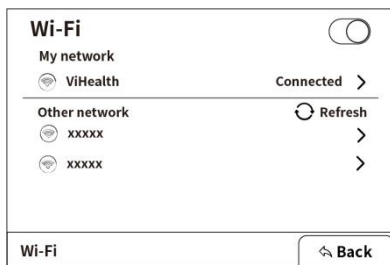 Wi-Fi
My network
ViHealth Connected
Other network Refresh
xxxxx
xxxxx
Wi-Fi Back